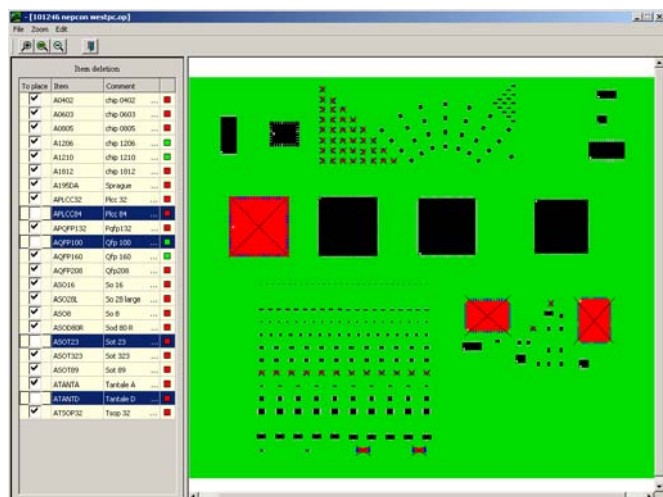 - [101246 nepcon westpc.op]
File Zoom Edit
Item deletion
To place Item Comment
A0402 chip 0402 ...
A0603 chip 0603 ...
A0805 chip 0805 ...
A1206 chip 1206 ...
A1210 chip 1210 ...
A1812 chip 1812 ...
A195DA Sprague ...
APLCC32 Plcc 32 ...
APLCC84 Plcc 84 ...
APQFP132 Pqfp132 ...
AQFP100 Qfp 100 ...
AQFP160 Qfp 160 ...
AQFP208 Qfp208 ...
ASO16 So 16 ...
ASO28L So 28 large ...
ASO8 So 8 ...
ASOD80R Sod 80 R ...
ASOT23 Sot 23 ...
ASOT323 Sot 323 ...
ASOT89 Sot 89 ...
ATANTA Tantale A ...
ATANTD Tantale D ...
ATSOP32 Tsop 32 ...